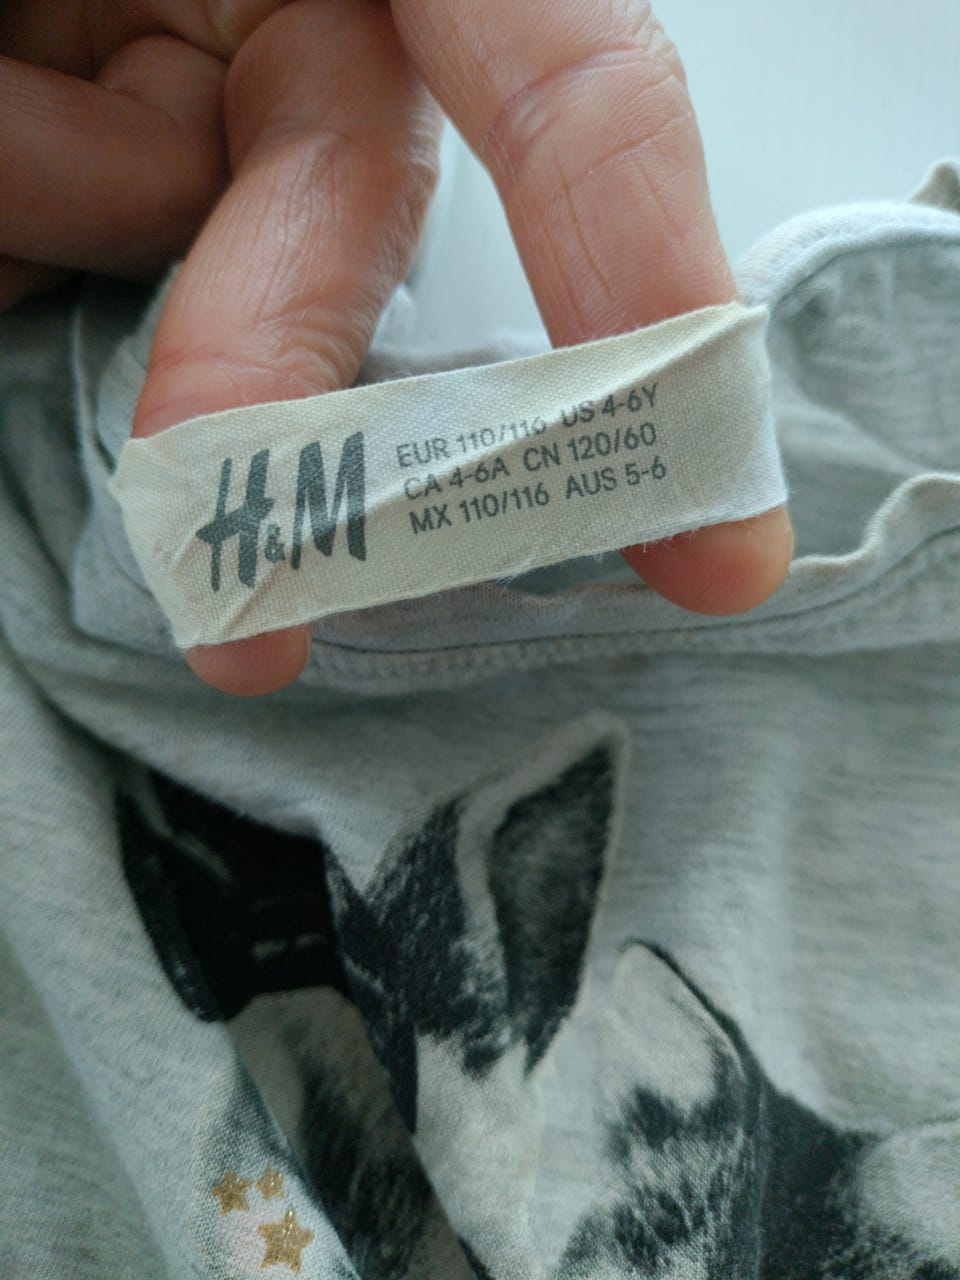 H&M
EUR 110/116 US 4-6Y
CA 4-6A CN 120/60
MX 110/116 AUS 5-6